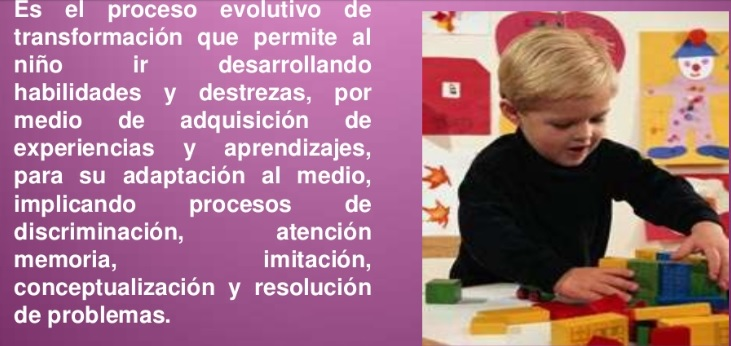 Es el proceso evolutivo de
transformación que permite al
niño ir desarrollando
habilidades y destrezas, por
medio de adquisición de
experiencias y aprendizajes,
para su adaptación al medio,
implicando procesos de
discriminación, atención
memoria, imitación,
conceptualización y resolución
de problemas.